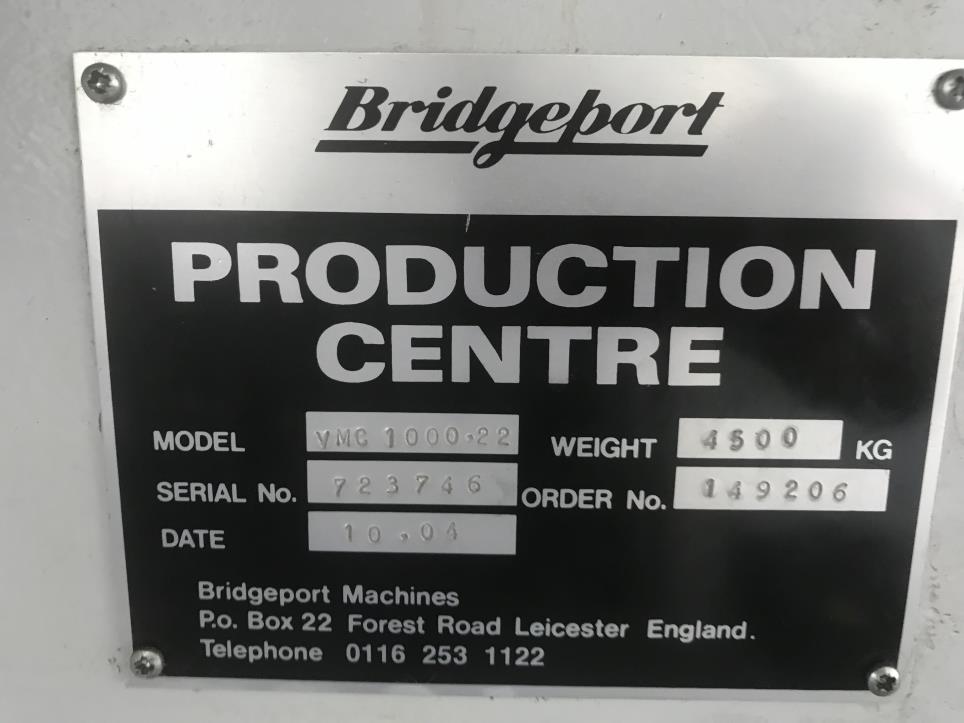 Bridgeport
PRODUCTION
CENTRE
MODEL VMC 1000.22 WEIGHT 4500 KG
SERIAL No. 723746 ORDER No. 149206
DATE 10.04
Bridgeport Machines
P.o. Box 22 Forest Road Leicester England.
Telephone 0116 253 1122